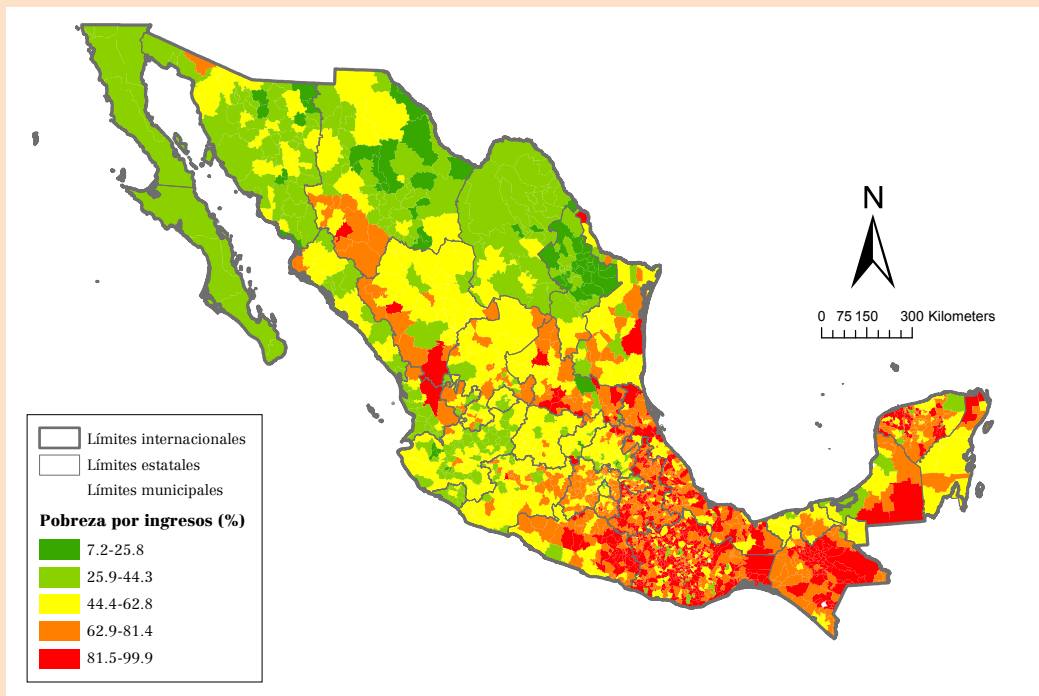 N
0 75 150 300 Kilometers
Límites internacionales
Límites estatales
Límites municipales
Pobreza por ingresos (%)
7.2-25.8
25.9-44.3
44.4-62.8
62.9-81.4
81.5-99.9